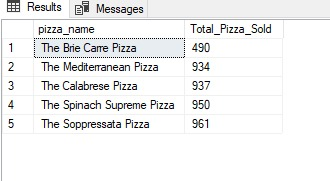 Results Messages
pizza_name Total_Pizza_Sold
1 The Brie Carre Pizza 490
2 The Mediterranean Pizza 934
3 The Calabrese Pizza 937
4 The Spinach Supreme Pizza 950
5 The Soppressata Pizza 961